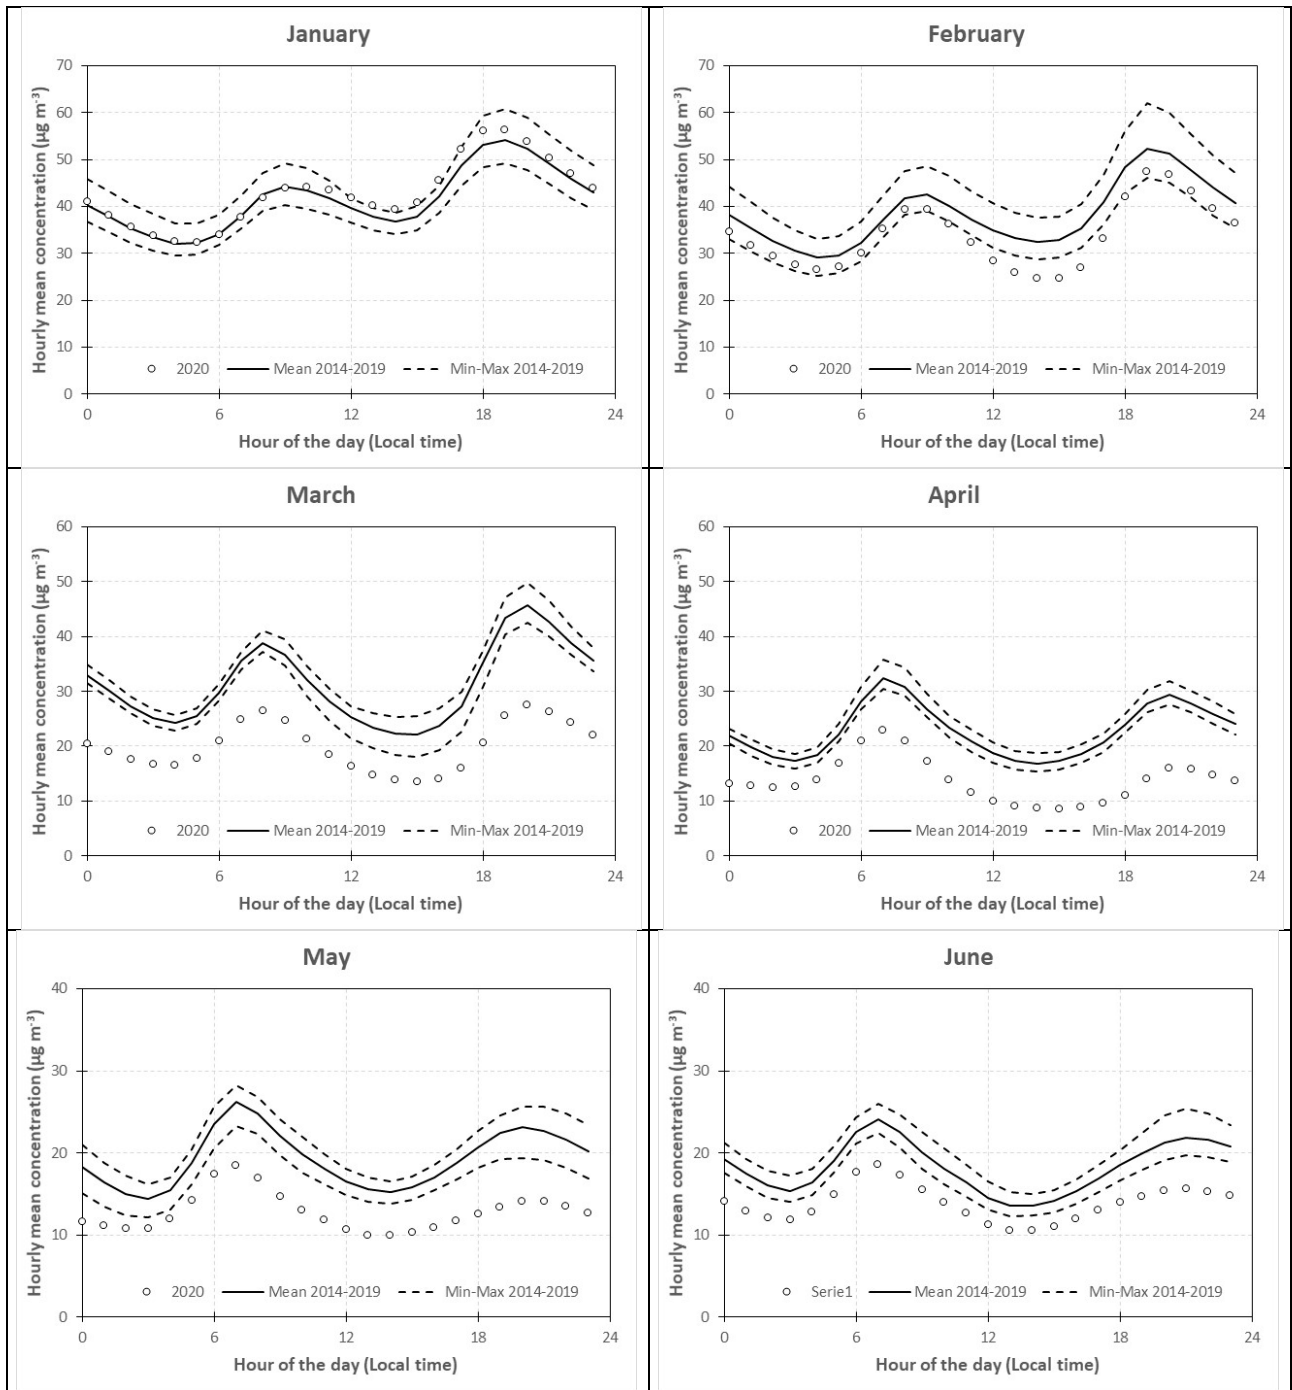 January
Hourly mean concentration (µg m⁻³)
70
60
50
40
30
20
10
0
2020 Mean 2014-2019 Min-Max 2014-2019
0 6 12 18 24
Hour of the day (Local time)
February
Hourly mean concentration (µg m⁻³)
70
60
50
40
30
20
10
0
2020 Mean 2014-2019 Min-Max 2014-2019
0 6 12 18 24
Hour of the day (Local time)
March
Hourly mean concentration (µg m⁻³)
60
50
40
30
20
10
0
2020 Mean 2014-2019 Min-Max 2014-2019
0 6 12 18 24
Hour of the day (Local time)
April
Hourly mean concentration (µg m⁻³)
60
50
40
30
20
10
0
2020 Mean 2014-2019 Min-Max 2014-2019
0 6 12 18 24
Hour of the day (Local time)
May
Hourly mean concentration (µg m⁻³)
40
30
20
10
0
2020 Mean 2014-2019 Min-Max 2014-2019
0 6 12 18 24
Hour of the day (Local time)
June
Hourly mean concentration (µg m⁻³)
40
30
20
10
0
Serie1 Mean 2014-2019 Min-Max 2014-2019
0 6 12 18 24
Hour of the day (Local time)